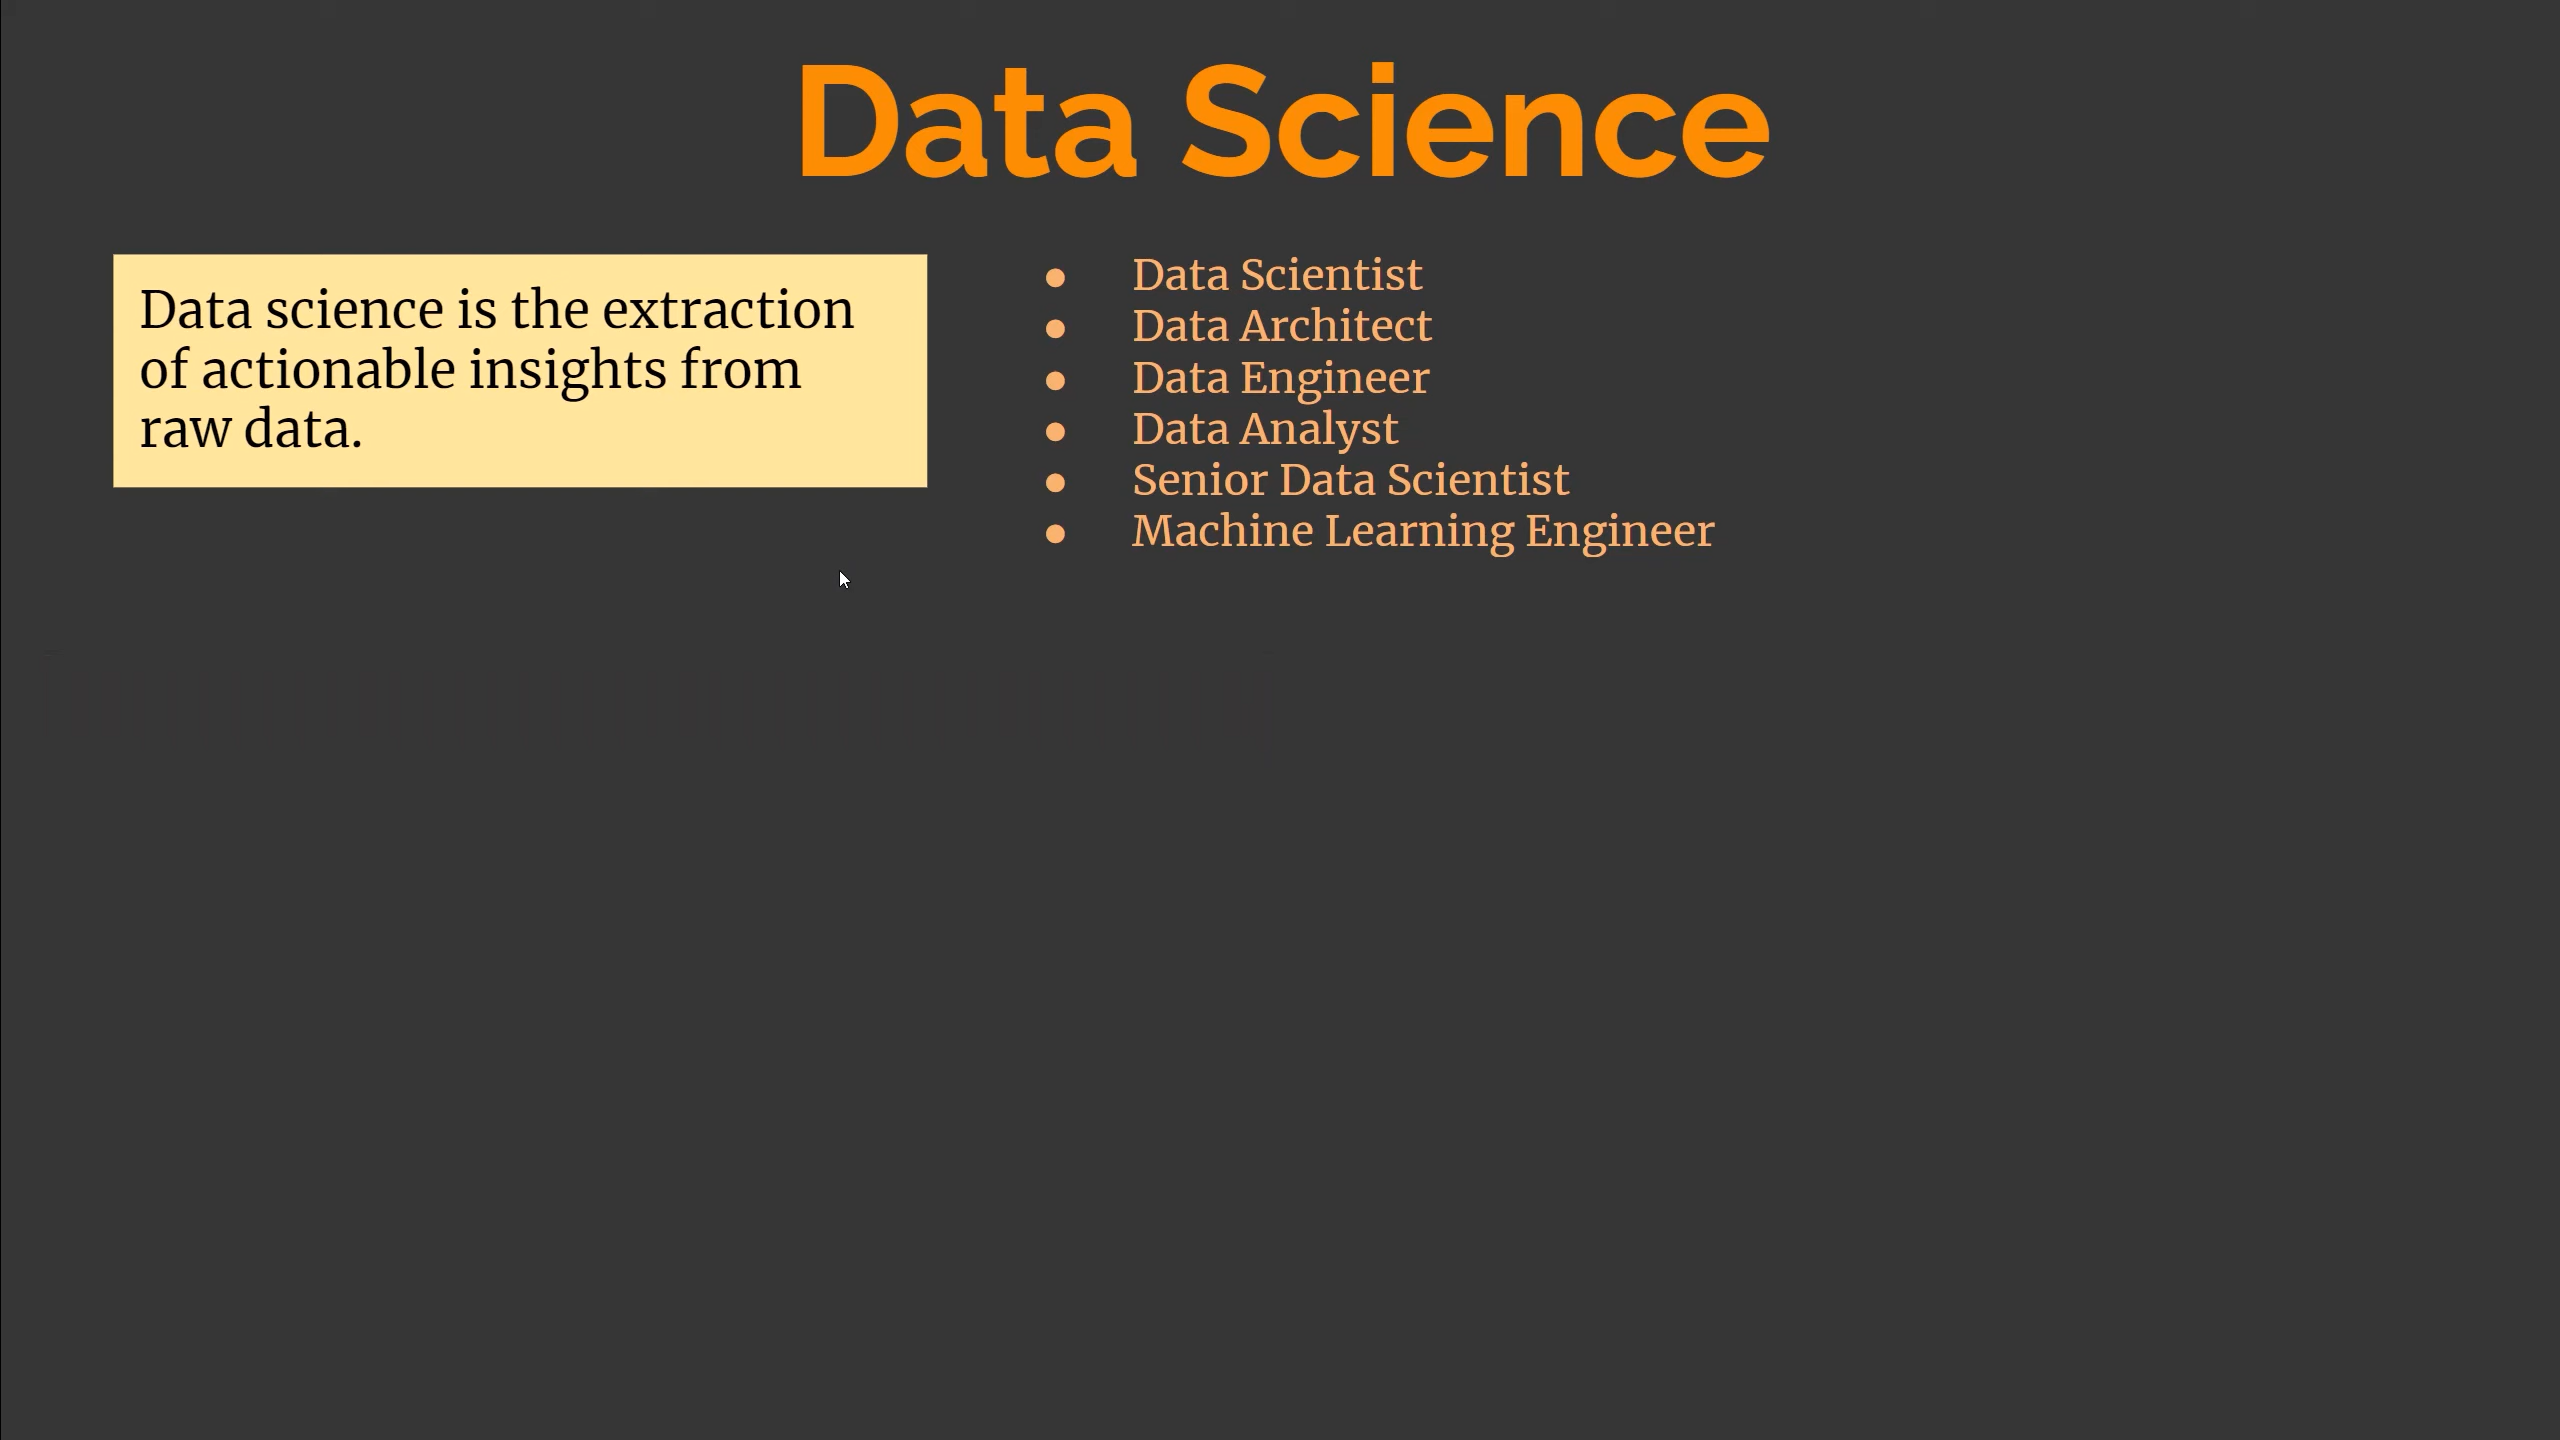 Data Science
Data science is the extraction
of actionable insights from
raw data.
● Data Scientist
● Data Architect
● Data Engineer
● Data Analyst
● Senior Data Scientist
● Machine Learning Engineer